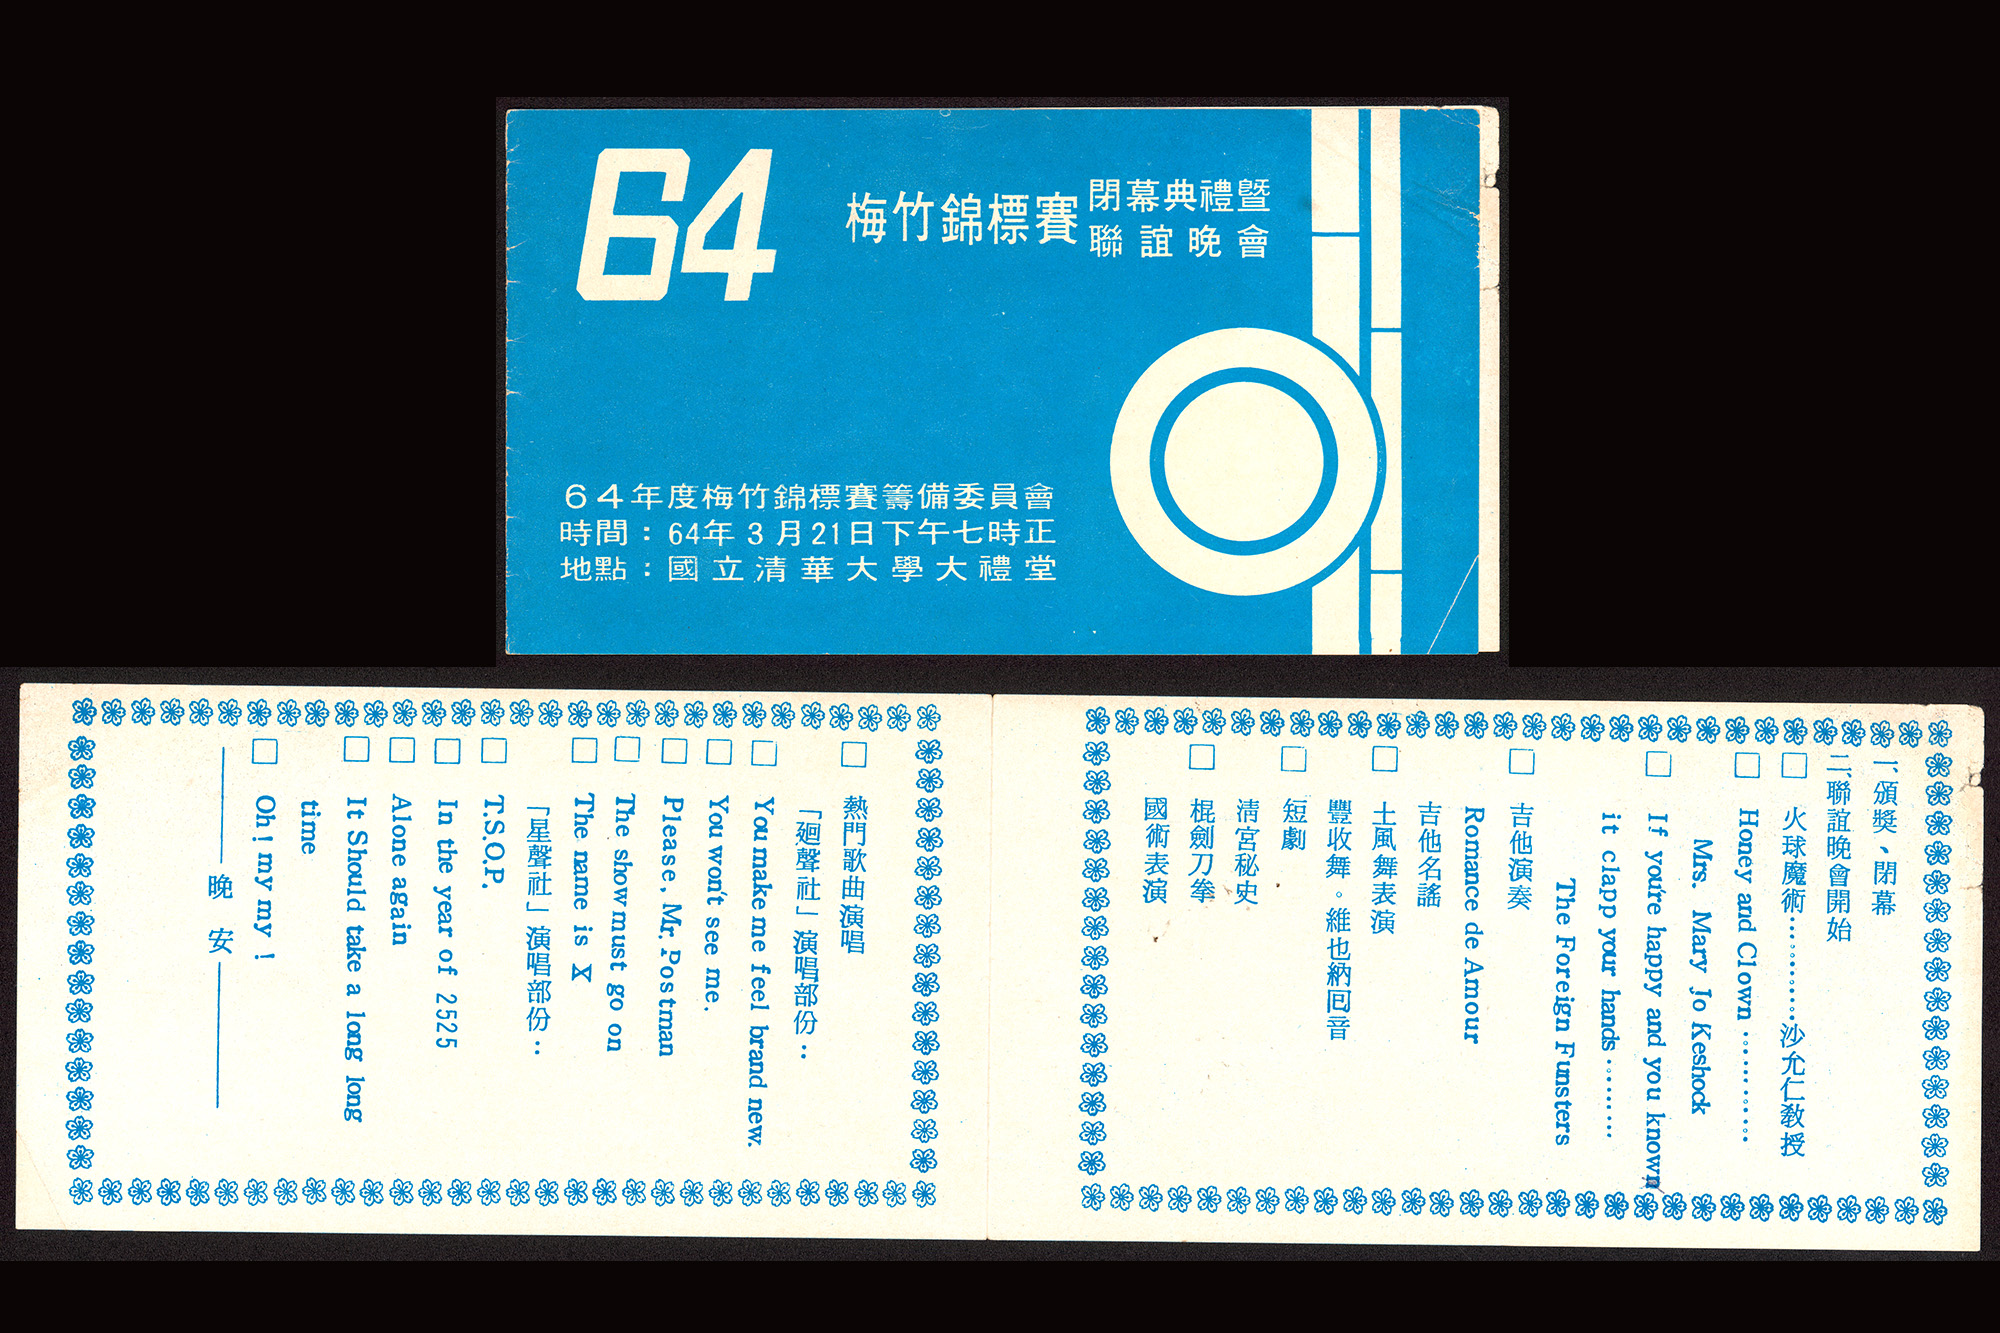 64
梅竹錦標賽
閉幕典禮暨
聯誼晚會
64年度梅竹錦標賽籌備委員會
時間：64年3月21日下午七時正
地點：國立清華大學大禮堂
一、頒獎、閉幕
二、聯誼晚會開始
□ 火球魔術…………沙允仁教授
□ Honey and Clown …………
Mrs. Mary Jo Keshock
□ If you're happy and you known
it clapp your hands…………
The Foreign Funsters
□ 吉他演奏
Romance de Amour
吉他名謠
□ 土風舞表演
豐收舞。維也納囘音
□ 短劇
清宮秘史
□ 棍劍刀拳
國術表演
□ 熱門歌曲演唱
「廻聲社」演唱部份：
□ You make me feel brand new.
□ You won't see me.
□ Please, Mr. Postman
□ The show must go on
□ The name is X
「星聲社」演唱部份：
□ T.S.O.P.
□ In the year of 2525
□ Alone again
□ It Should take a long long
time
□ Oh! my my!
——晚安——